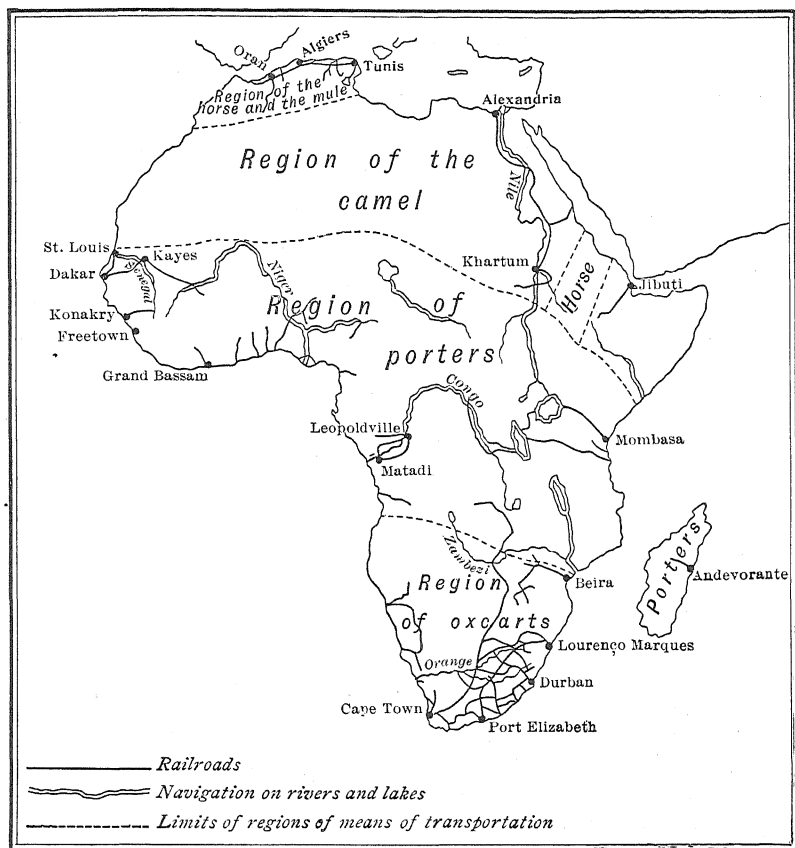 Oran
Algiers
Tunis
Region of the
horse and the mule
Alexandria
Region of the
camel
Nile
St. Louis
Kayes
Dakar
Senegal
Niger
Khartum
Horse
Jibuti
Konakry
Region of
Freetown
porters
Grand Bassam
Congo
Leopoldville
Mombasa
Matadi
Zambezi
Porters
Region
Beira
Andevorante
of oxcarts
Lourenço Marques
Orange
Durban
Cape Town
Port Elizabeth
Railroads
Navigation on rivers and lakes
Limits of regions of means of transportation